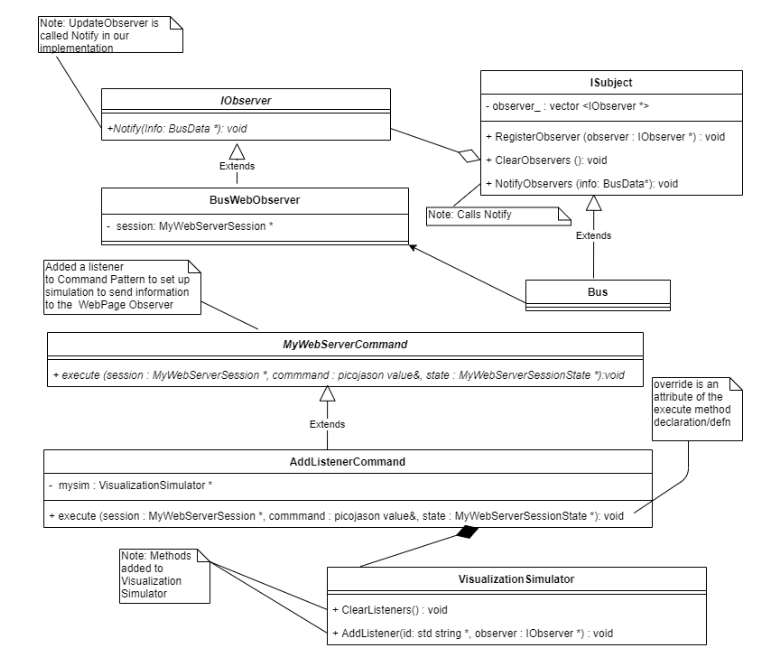 Note: UpdateObserver is
called Notify in our
implementation
IObserver
+Notify(Info: BusData *): void
Extends
BusWebObserver
- session: MyWebServerSession *
ISubject
- observer_ : vector <IObserver *>
+ RegisterObserver (observer : IObserver *) : void
+ ClearObservers (): void
+ NotifyObservers (info: BusData*): void
Note: Calls Notify
Extends
Bus
Added a listener
to Command Pattern to set up
simulation to send information
to the WebPage Observer
MyWebServerCommand
+ execute (session : MyWebServerSession *, commmand : picojason value&, state : MyWebServerSessionState *):void
Extends
override is an
attribute of the
execute method
declaration/defn
AddListenerCommand
- mysim : VisualizationSimulator *
+ execute (session : MyWebServerSession *, commmand : picojason value&, state : MyWebServerSessionState *): void
Note: Methods
added to
Visualization
Simulator
VisualizationSimulator
+ ClearListeners() : void
+ AddListener(id: std string *, observer : IObserver *) : void